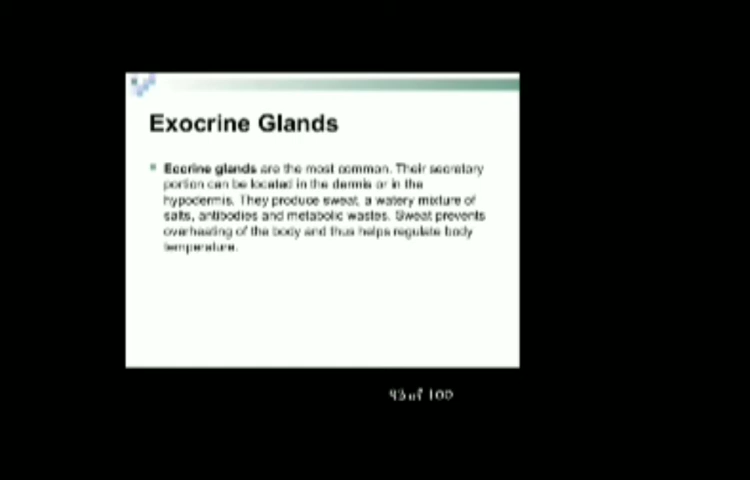 Exocrine Glands
Eccrine glands are the most common. Their secretary
portion can be located in the dermis or in the
hypodermis. They produce sweat, a watery mixture of
salts, antibodies and metabolic wastes. Sweat prevents
overheating of the body and thus helps regulate body
temperature.
93 of 100